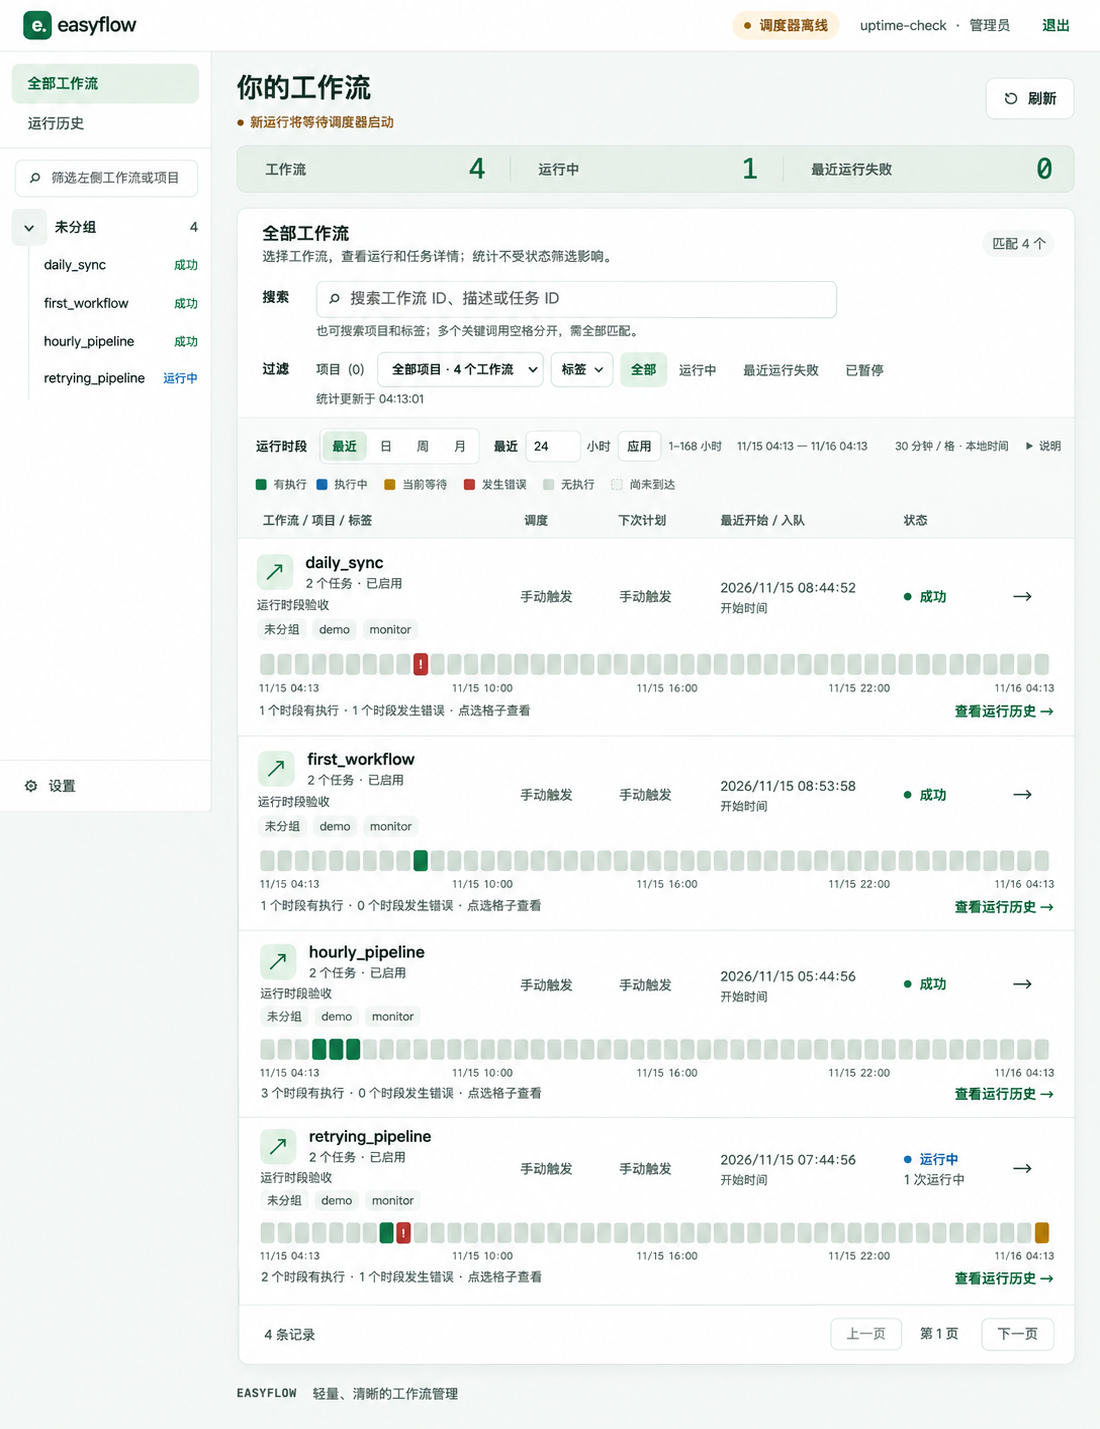 e. easyflow
调度器离线
uptime-check · 管理员
退出
全部工作流
运行历史
筛选左侧工作流或项目
未分组 4
daily_sync 成功
first_workflow 成功
hourly_pipeline 成功
retrying_pipeline 运行中
设置
你的工作流
新运行将等待调度器启动
刷新
工作流 4
运行中 1
最近运行失败 0
全部工作流
选择工作流，查看运行和任务详情；统计不受状态筛选影响。
匹配 4 个
搜索
搜索工作流 ID、描述或任务 ID
也可搜索项目和标签；多个关键词用空格分开，需全部匹配。
过滤 项目 (0) 全部项目 · 4 个工作流 标签 全部 运行中 最近运行失败 已暂停
统计更新于 04:13:01
运行时段 最近 日 周 月 最近 24 小时 应用 1–168 小时 11/15 04:13 — 11/16 04:13 30 分钟 / 格 · 本地时间 说明
有执行 执行中 当前等待 发生错误 无执行 尚未到达
工作流 / 项目 / 标签 调度 下次计划 最近开始 / 入队 状态
daily_sync
2 个任务 · 已启用
运行时段验收
未分组 demo monitor
手动触发 手动触发
2026/11/15 08:44:52
开始时间
成功 →
!
11/15 04:13 11/15 10:00 11/15 16:00 11/15 22:00 11/16 04:13
1 个时段有执行 · 1 个时段发生错误 · 点选格子查看
查看运行历史 →
first_workflow
2 个任务 · 已启用
运行时段验收
未分组 demo monitor
手动触发 手动触发
2026/11/15 08:53:58
开始时间
成功 →
11/15 04:13 11/15 10:00 11/15 16:00 11/15 22:00 11/16 04:13
1 个时段有执行 · 0 个时段发生错误 · 点选格子查看
查看运行历史 →
hourly_pipeline
2 个任务 · 已启用
运行时段验收
未分组 demo monitor
手动触发 手动触发
2026/11/15 05:44:56
开始时间
成功 →
11/15 04:13 11/15 10:00 11/15 16:00 11/15 22:00 11/16 04:13
3 个时段有执行 · 0 个时段发生错误 · 点选格子查看
查看运行历史 →
retrying_pipeline
2 个任务 · 已启用
运行时段验收
未分组 demo monitor
手动触发 手动触发
2026/11/15 07:44:56
开始时间
运行中
1 次运行中
→
!
11/15 04:13 11/15 10:00 11/15 16:00 11/15 22:00 11/16 04:13
2 个时段有执行 · 1 个时段发生错误 · 点选格子查看
查看运行历史 →
4 条记录
上一页 第 1 页 下一页
EASYFLOW 轻量、清晰的工作流管理